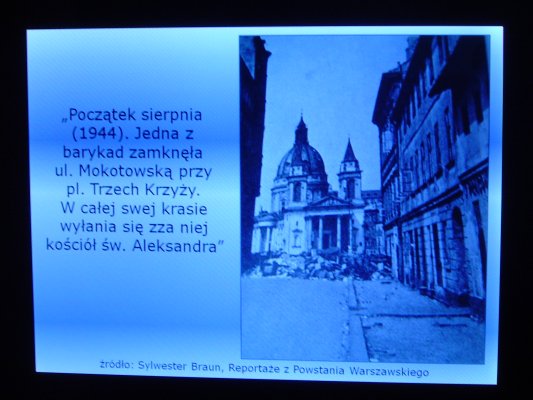 „Początek sierpnia
(1944). Jedna z
barykad zamknęła
ul. Mokotowską przy
pl. Trzech Krzyży.
W całej swej krasie
wyłania się zza niej
kościół św. Aleksandra”
źródło: Sylwester Braun, Reportaże z Powstania Warszawskiego